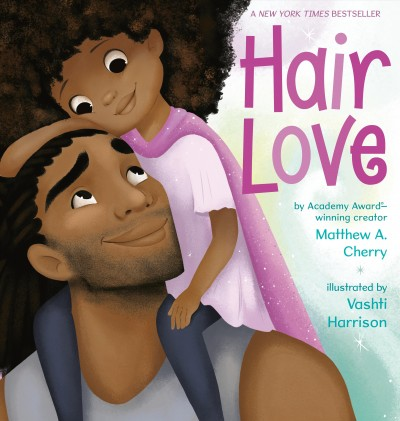 A NEW YORK TIMES BESTSELLER
Hair
Love
by Academy Award®–
winning creator
Matthew A.
Cherry
illustrated by
Vashti
Harrison